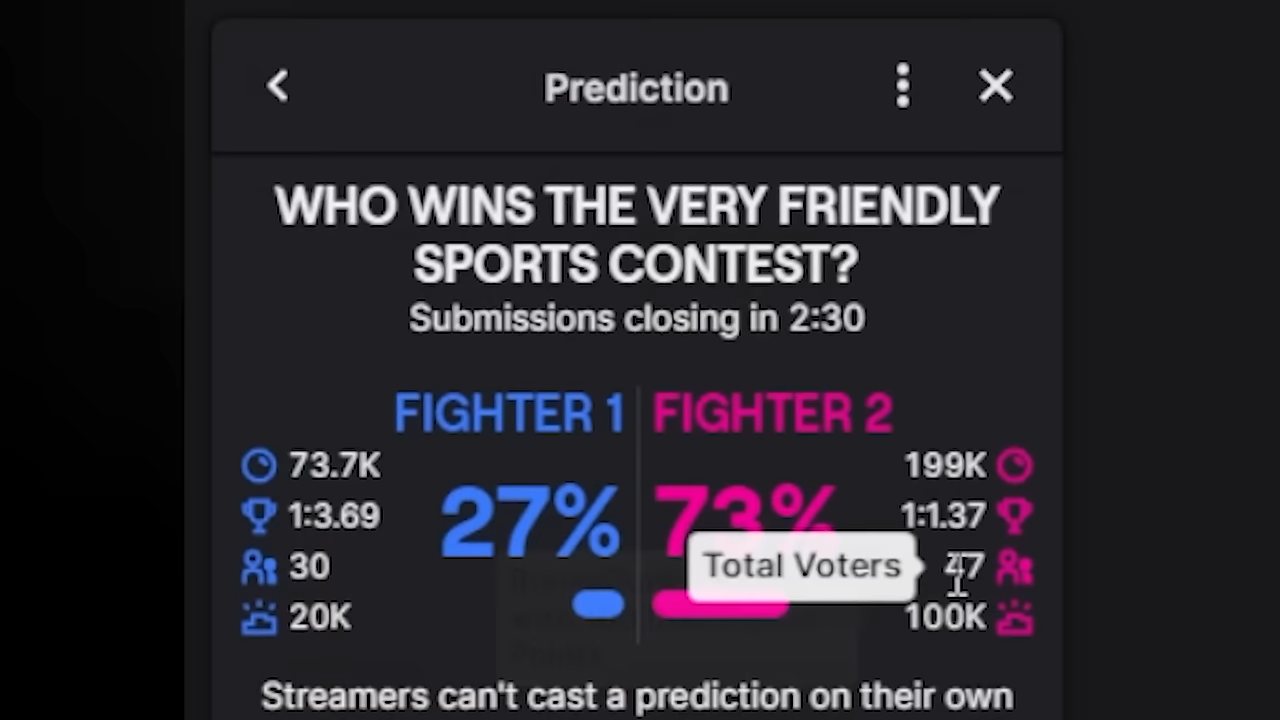 Prediction
WHO WINS THE VERY FRIENDLY
SPORTS CONTEST?
Submissions closing in 2:30
FIGHTER 1
FIGHTER 2
73.7K
199K
1:3.69
27%
73%
1:1.37
30
Total Voters
47
20K
100K
Streamers can't cast a prediction on their own